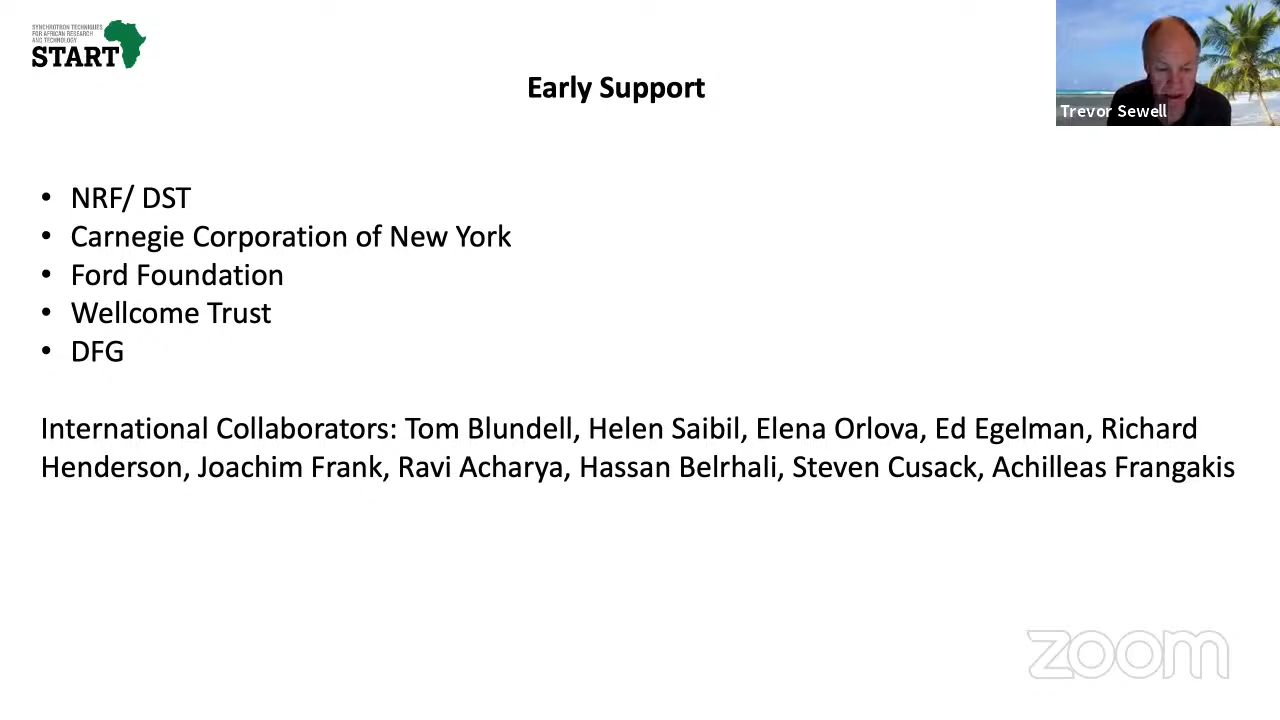 SYNCHROTRON TECHNIQUES
FOR AFRICAN RESEARCH
AND TECHNOLOGY
START
Early Support
Trevor Sewell
• NRF/ DST
• Carnegie Corporation of New York
• Ford Foundation
• Wellcome Trust
• DFG
International Collaborators: Tom Blundell, Helen Saibil, Elena Orlova, Ed Egelman, Richard
Henderson, Joachim Frank, Ravi Acharya, Hassan Belrhali, Steven Cusack, Achilleas Frangakis
zoom